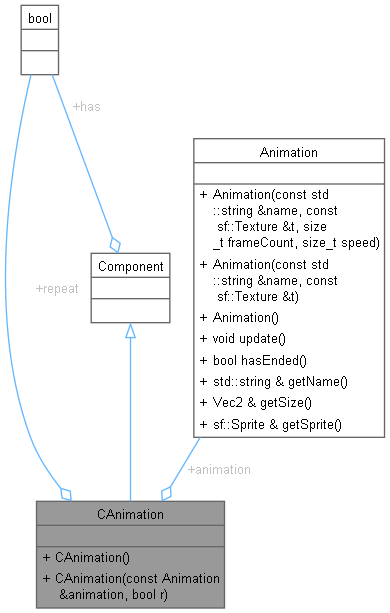 bool
+has
Animation
+ Animation(const std
::string &name, const
sf::Texture &t, size
_t frameCount, size_t speed)
+ Animation(const std
::string &name, const
sf::Texture &t)
+ Animation()
+ void update()
+ bool hasEnded()
+ std::string & getName()
+ Vec2 & getSize()
+ sf::Sprite & getSprite()
Component
+repeat
+animation
CAnimation
+ CAnimation()
+ CAnimation(const Animation
&animation, bool r)